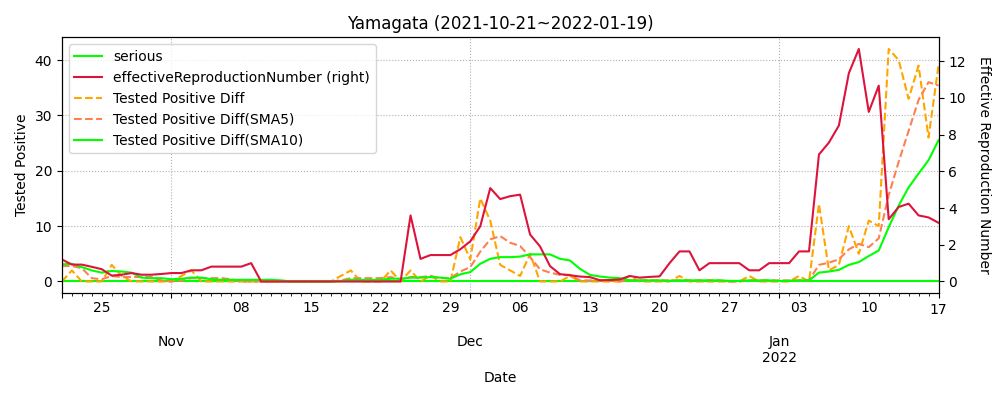 Yamagata (2021-10-21~2022-01-19)
serious
effectiveReproductionNumber (right)
Tested Positive Diff
Tested Positive Diff(SMA5)
Tested Positive Diff(SMA10)
Tested Positive
40
30
20
10
0
12
10
8
6
4
2
0
Effective Reproduction Number
25 08 15 22 29 06 13 20 27 03 10 17
Nov Dec Jan
2022
Date